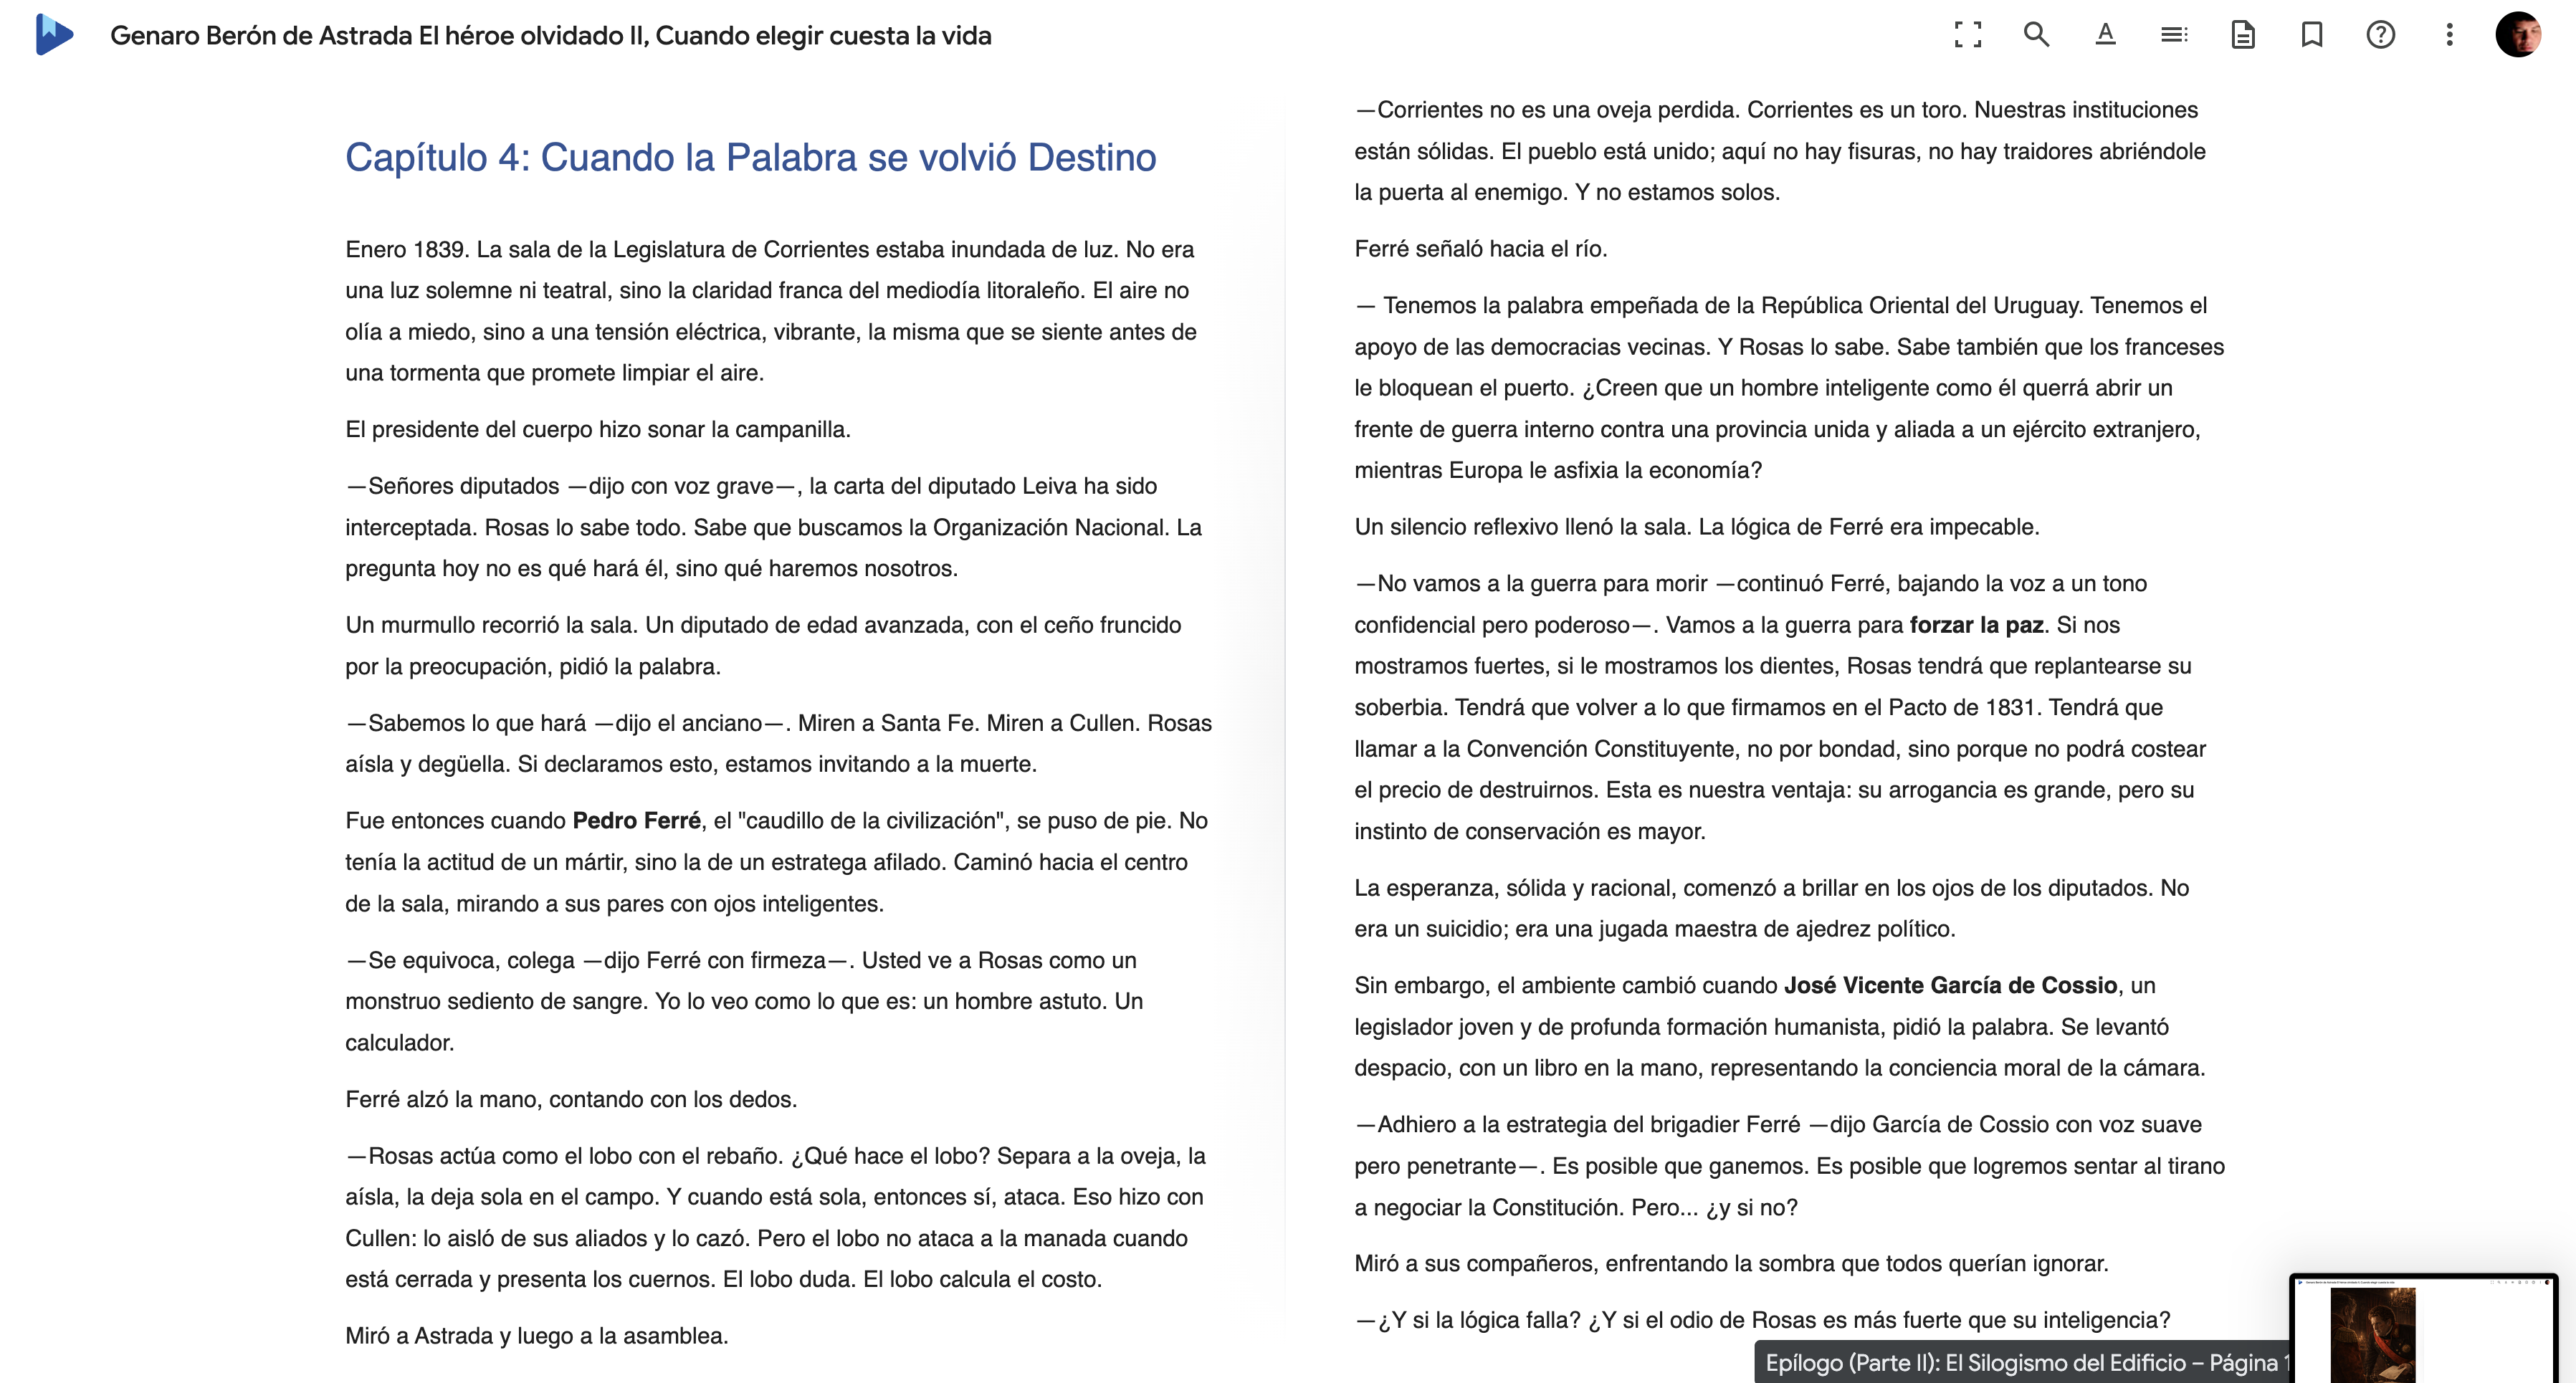 Genaro Berón de Astrada El héroe olvidado II, Cuando elegir cuesta la vida
Capítulo 4: Cuando la Palabra se volvió Destino
Enero 1839. La sala de la Legislatura de Corrientes estaba inundada de luz. No era
una luz solemne ni teatral, sino la claridad franca del mediodía litoraleño. El aire no
olía a miedo, sino a una tensión eléctrica, vibrante, la misma que se siente antes de
una tormenta que promete limpiar el aire.
El presidente del cuerpo hizo sonar la campanilla.
—Señores diputados —dijo con voz grave—, la carta del diputado Leiva ha sido
interceptada. Rosas lo sabe todo. Sabe que buscamos la Organización Nacional. La
pregunta hoy no es qué hará él, sino qué haremos nosotros.
Un murmullo recorrió la sala. Un diputado de edad avanzada, con el ceño fruncido
por la preocupación, pidió la palabra.
—Sabemos lo que hará —dijo el anciano—. Miren a Santa Fe. Miren a Cullen. Rosas
aísla y degüella. Si declaramos esto, estamos invitando a la muerte.
Fue entonces cuando Pedro Ferré, el "caudillo de la civilización", se puso de pie. No
tenía la actitud de un mártir, sino la de un estratega afilado. Caminó hacia el centro
de la sala, mirando a sus pares con ojos inteligentes.
—Se equivoca, colega —dijo Ferré con firmeza—. Usted ve a Rosas como un
monstruo sediento de sangre. Yo lo veo como lo que es: un hombre astuto. Un
calculador.
Ferré alzó la mano, contando con los dedos.
—Rosas actúa como el lobo con el rebaño. ¿Qué hace el lobo? Separa a la oveja, la
aísla, la deja sola en el campo. Y cuando está sola, entonces sí, ataca. Eso hizo con
Cullen: lo aisló de sus aliados y lo cazó. Pero el lobo no ataca a la manada cuando
está cerrada y presenta los cuernos. El lobo duda. El lobo calcula el costo.
Miró a Astrada y luego a la asamblea.
—Corrientes no es una oveja perdida. Corrientes es un toro. Nuestras instituciones
están sólidas. El pueblo está unido; aquí no hay fisuras, no hay traidores abriéndole
la puerta al enemigo. Y no estamos solos.
Ferré señaló hacia el río.
— Tenemos la palabra empeñada de la República Oriental del Uruguay. Tenemos el
apoyo de las democracias vecinas. Y Rosas lo sabe. Sabe también que los franceses
le bloquean el puerto. ¿Creen que un hombre inteligente como él querrá abrir un
frente de guerra interno contra una provincia unida y aliada a un ejército extranjero,
mientras Europa le asfixia la economía?
Un silencio reflexivo llenó la sala. La lógica de Ferré era impecable.
—No vamos a la guerra para morir —continuó Ferré, bajando la voz a un tono
confidencial pero poderoso—. Vamos a la guerra para forzar la paz. Si nos
mostramos fuertes, si le mostramos los dientes, Rosas tendrá que replantearse su
soberbia. Tendrá que volver a lo que firmamos en el Pacto de 1831. Tendrá que
llamar a la Convención Constituyente, no por bondad, sino porque no podrá costear
el precio de destruirnos. Esta es nuestra ventaja: su arrogancia es grande, pero su
instinto de conservación es mayor.
La esperanza, sólida y racional, comenzó a brillar en los ojos de los diputados. No
era un suicidio; era una jugada maestra de ajedrez político.
Sin embargo, el ambiente cambió cuando José Vicente García de Cossio, un
legislador joven y de profunda formación humanista, pidió la palabra. Se levantó
despacio, con un libro en la mano, representando la conciencia moral de la cámara.
—Adhiero a la estrategia del brigadier Ferré —dijo García de Cossio con voz suave
pero penetrante—. Es posible que ganemos. Es posible que logremos sentar al tirano
a negociar la Constitución. Pero... ¿y si no?
Miró a sus compañeros, enfrentando la sombra que todos querían ignorar.
—¿Y si la lógica falla? ¿Y si el odio de Rosas es más fuerte que su inteligencia?
Epílogo (Parte II): El Silogismo del Edificio – Página 1